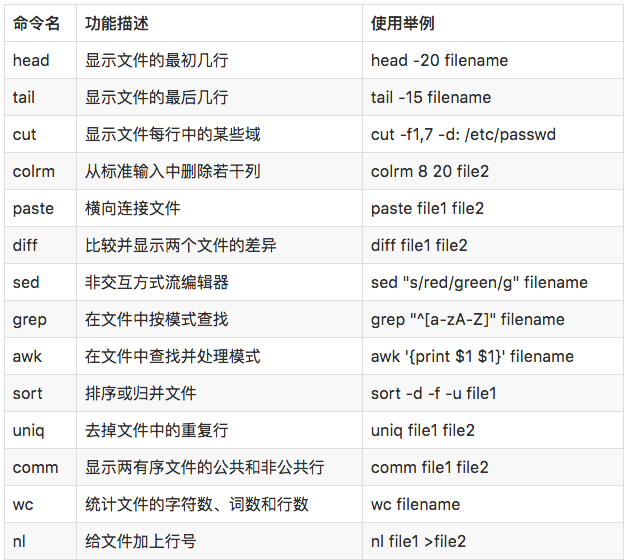 命令名 功能描述 使用举例
head 显示文件的最初几行 head -20 filename
tail 显示文件的最后几行 tail -15 filename
cut 显示文件每行中的某些域 cut -f1,7 -d: /etc/passwd
colrm 从标准输入中删除若干列 colrm 8 20 file2
paste 横向连接文件 paste file1 file2
diff 比较并显示两个文件的差异 diff file1 file2
sed 非交互方式流编辑器 sed "s/red/green/g" filename
grep 在文件中按模式查找 grep "^[a-zA-Z]" filename
awk 在文件中查找并处理模式 awk '{print $1 $1}' filename
sort 排序或归并文件 sort -d -f -u file1
uniq 去掉文件中的重复行 uniq file1 file2
comm 显示两有序文件的公共和非公共行 comm file1 file2
wc 统计文件的字符数、词数和行数 wc filename
nl 给文件加上行号 nl file1 >file2